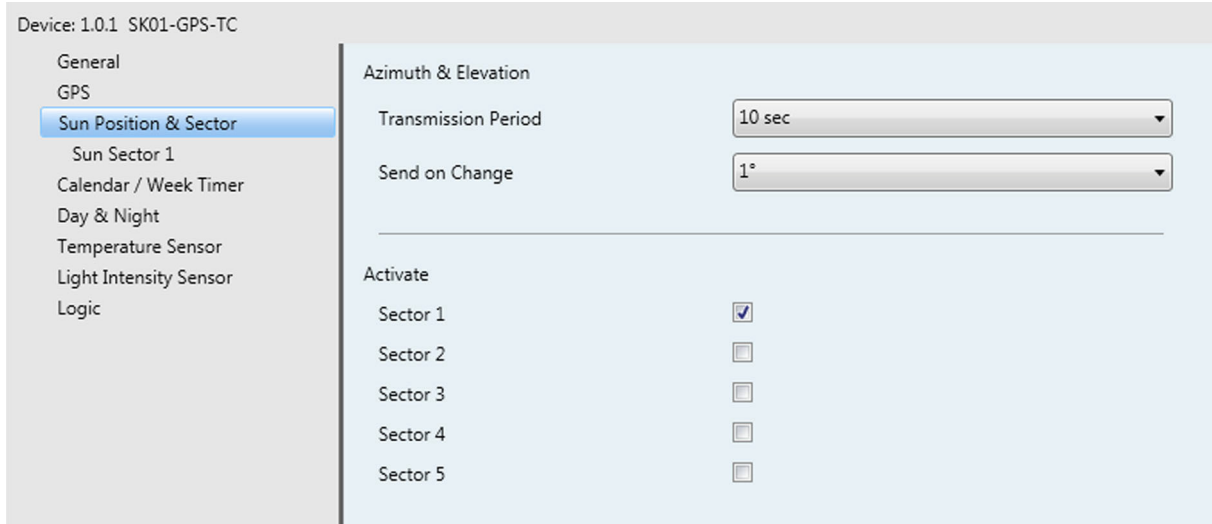 Device: 1.0.1 SK01-GPS-TC
General
GPS
Sun Position & Sector
Sun Sector 1
Calendar / Week Timer
Day & Night
Temperature Sensor
Light Intensity Sensor
Logic
Azimuth & Elevation
Transmission Period 10 sec
Send on Change 1°
Activate
Sector 1
Sector 2
Sector 3
Sector 4
Sector 5